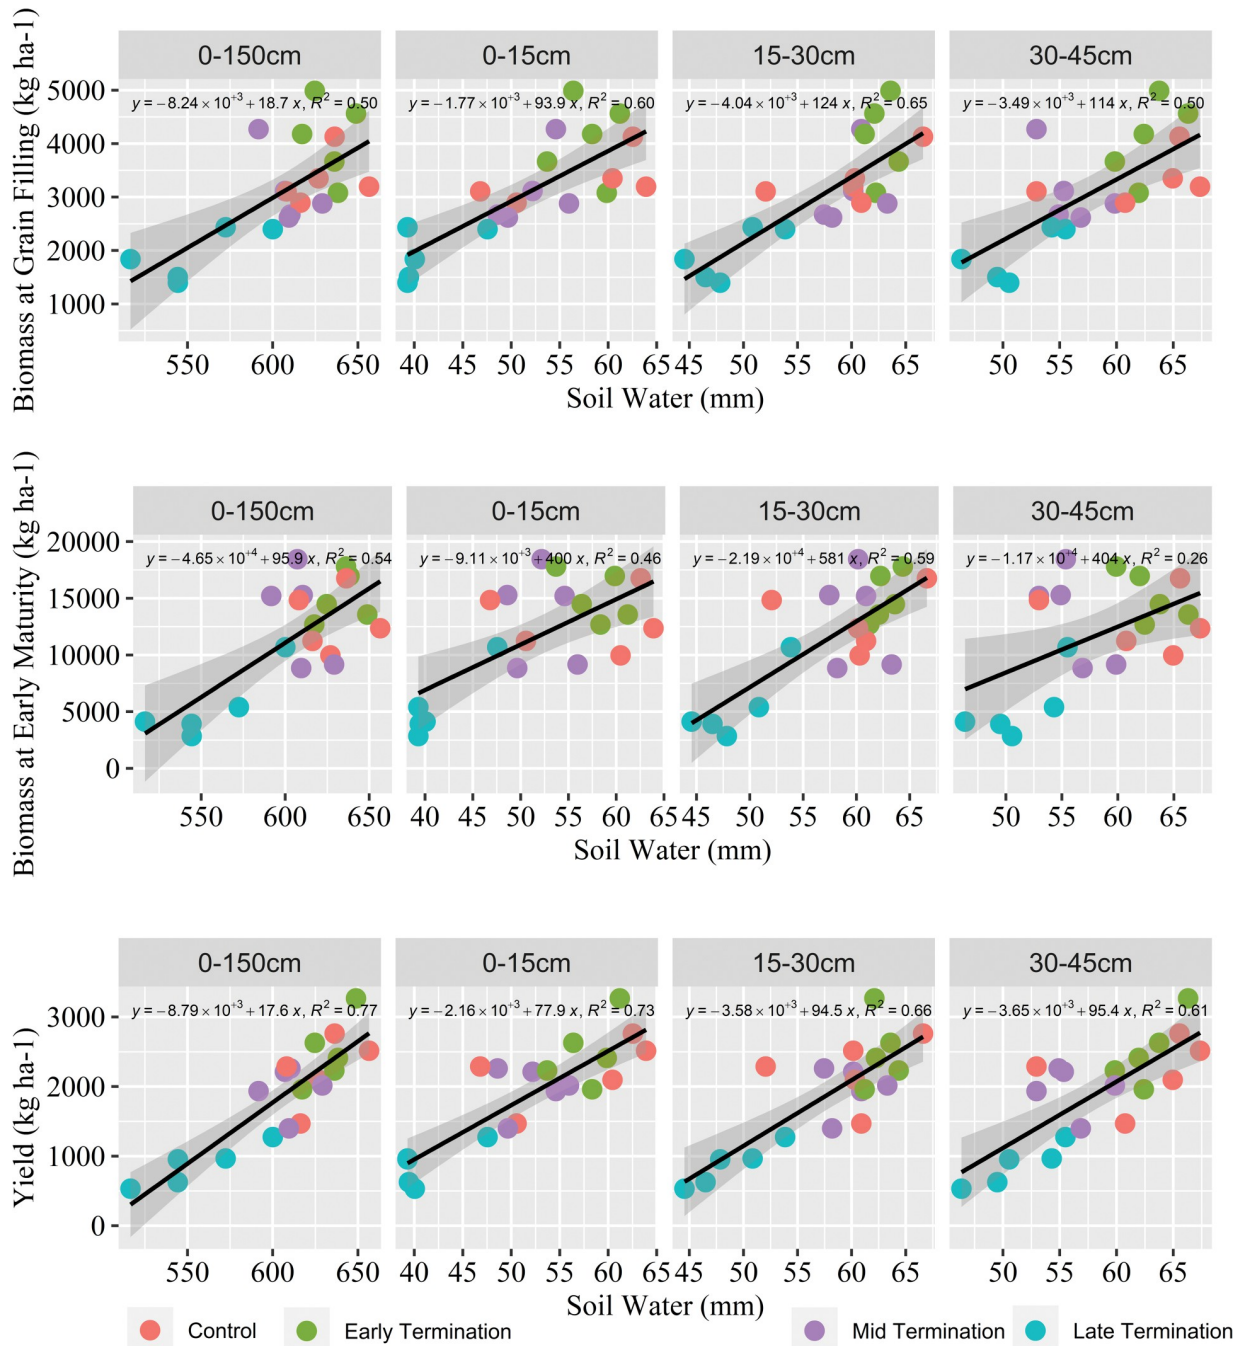 Biomass at Grain Filling (kg ha-1)
0-150cm 0-15cm 15-30cm 30-45cm
5000
4000
3000
2000
1000
y = −8.24 × 10⁺³ + 18.7 x, R² = 0.50
y = −1.77 × 10⁺³ + 93.9 x, R² = 0.60
y = −4.04 × 10⁺³ + 124 x, R² = 0.65
y = −3.49 × 10⁺³ + 114 x, R² = 0.50
550 600 650 40 45 50 55 60 65 45 50 55 60 65 50 55 60 65
Soil Water (mm)
Biomass at Early Maturity (kg ha-1)
0-150cm 0-15cm 15-30cm 30-45cm
20000
15000
10000
5000
0
y = −4.65 × 10⁺⁴ + 95.9 x, R² = 0.54
y = −9.11 × 10⁺³ + 400 x, R² = 0.46
y = −2.19 × 10⁺⁴ + 581 x, R² = 0.59
y = −1.17 × 10⁺⁴ + 404 x, R² = 0.26
550 600 650 40 45 50 55 60 65 45 50 55 60 65 50 55 60 65
Soil Water (mm)
Yield (kg ha-1)
0-150cm 0-15cm 15-30cm 30-45cm
3000
2000
1000
0
y = −8.79 × 10⁺³ + 17.6 x, R² = 0.77
y = −2.16 × 10⁺³ + 77.9 x, R² = 0.73
y = −3.58 × 10⁺³ + 94.5 x, R² = 0.66
y = −3.65 × 10⁺³ + 95.4 x, R² = 0.61
550 600 650 40 45 50 55 60 65 45 50 55 60 65 50 55 60 65
Soil Water (mm)
Control Early Termination Mid Termination Late Termination